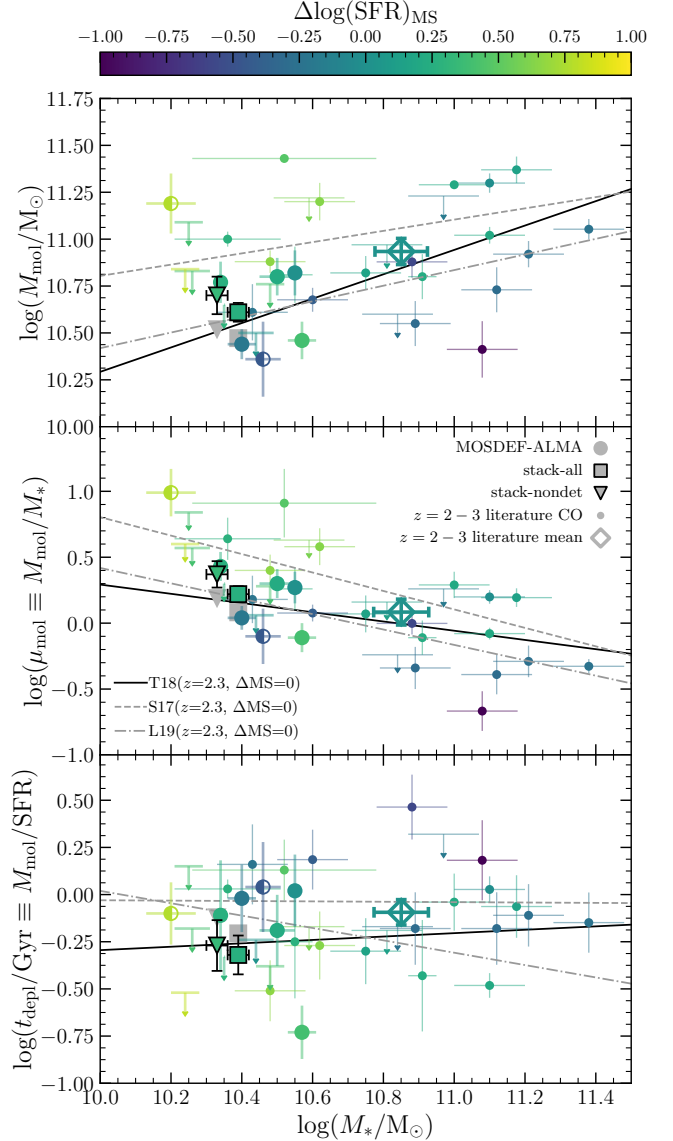 Δlog(SFR)MS
−1.00 −0.75 −0.50 −0.25 0.00 0.25 0.50 0.75 1.00
log(Mmol/M⊙)
11.75
11.50
11.25
11.00
10.75
10.50
10.25
10.00
log(μmol ≡ Mmol/M*)
1.0
0.5
0.0
−0.5
−1.0
MOSDEF-ALMA
stack-all
stack-nondet
z = 2 − 3 literature CO
z = 2 − 3 literature mean
T18(z=2.3, ΔMS=0)
S17(z=2.3, ΔMS=0)
L19(z=2.3, ΔMS=0)
log(tdepl/Gyr ≡ Mmol/SFR)
0.50
0.25
0.00
−0.25
−0.50
−0.75
−1.00
10.0 10.2 10.4 10.6 10.8 11.0 11.2 11.4
log(M*/M⊙)